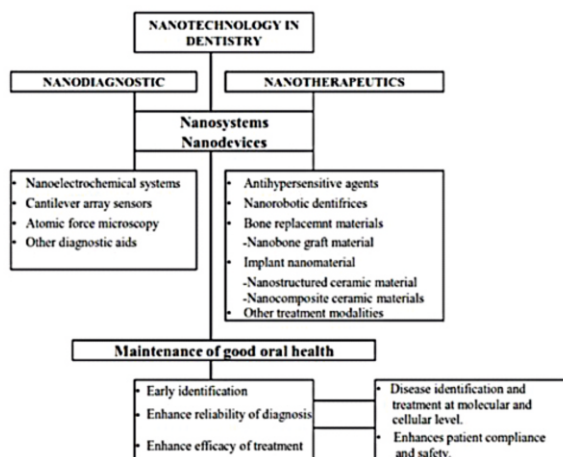 NANOTECHNOLOGY IN
DENTISTRY
NANODIAGNOSTIC
NANOTHERAPEUTICS
Nanosystems
Nanodevices
• Nanoelectrochemical systems
• Cantilever array sensors
• Atomic force microscopy
• Other diagnostic aids
• Antihypersensitive agents
• Nanorobotic dentifrices
• Bone replacemnt materials
-Nanobone graft material
• Implant nanomaterial
-Nanostructured ceramic material
-Nanocomposite ceramic materials
• Other treatment modalities
Maintenance of good oral health
• Early identification
• Enhance reliability of diagnosis
• Enhance efficacy of treatment
• Disease identification and
treatment at molecular and
cellular level.
• Enhances patient compliance
and safety.